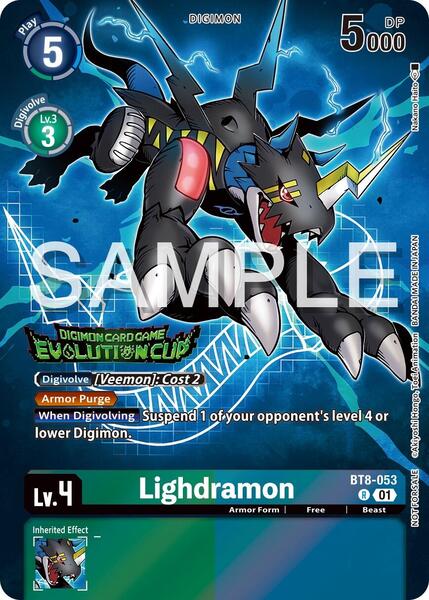 DIGIMON
Play
5
DP
5000
Digivolve
Lv.3
3
Nakano Haito
SAMPLE
DIGIMON CARD GAME
EVOLUTION CUP
Digivolve [Veemon]: Cost 2
Armor Purge
When Digivolving Suspend 1 of your opponent's level 4 or
lower Digimon.
NOT FOR SALE ©Akiyoshi Hongo, Toei Animation BANDAI MADE IN JAPAN
Lv.4
Lighdramon
BT8-053
R 01
Armor Form | Free | Beast
Inherited Effect